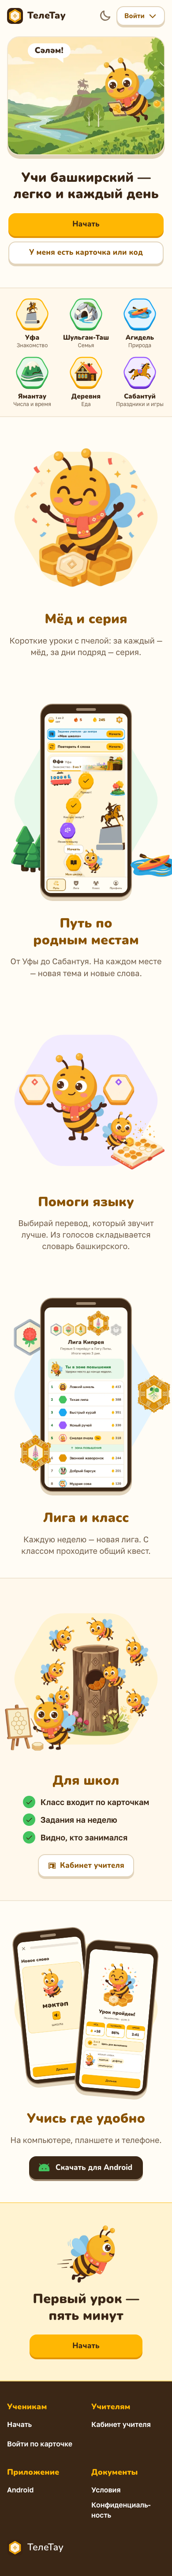 ТелеТау
Войти
Сәләм!
Учи башкирский —
легко и каждый день
Начать
У меня есть карточка или код
Уфа
Знакомство
Шульган-Таш
Семья
Агидель
Природа
Ямантау
Числа и время
Деревня
Еда
Сабантуй
Праздники и игры
Мёд и серия
Короткие уроки с пчелой: за каждый —
мёд, за дни подряд — серия.
Путь по
родным местам
От Уфы до Сабантуя. На каждом месте
— новая тема и новые слова.
Помоги языку
Выбирай перевод, который звучит
лучше. Из голосов складывается
словарь башкирского.
Лига Кипрея
Лига и класс
Каждую неделю — новая лига. С
классом проходите общий квест.
Для школ
Класс входит по карточкам
Задания на неделю
Видно, кто занимался
Кабинет учителя
Новое слово
мәктәп
Урок пройден!
Учись где удобно
На компьютере, планшете и телефоне.
Скачать для Android
Первый урок —
пять минут
Начать
Ученикам
Начать
Войти по карточке
Учителям
Кабинет учителя
Приложение
Android
Документы
Условия
Конфиденциаль-
ность
ТелеТау